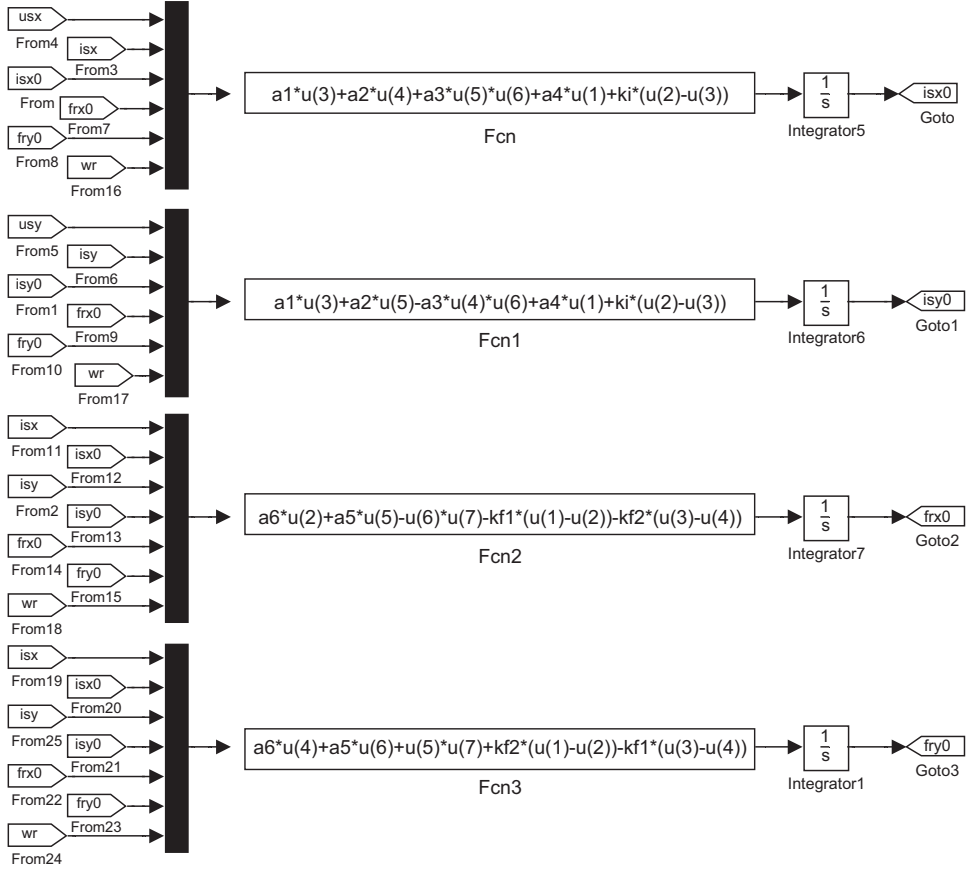 usx
From4
isx
From3
isx0
From
frx0
From7
fry0
From8
wr
From16
a1*u(3)+a2*u(4)+a3*u(5)*u(6)+a4*u(1)+ki*(u(2)-u(3))
Fcn
1
s
Integrator5
isx0
Goto
usy
From5
isy
From6
isy0
From1
frx0
From9
fry0
From10
wr
From17
a1*u(3)+a2*u(5)-a3*u(4)*u(6)+a4*u(1)+ki*(u(2)-u(3))
Fcn1
1
s
Integrator6
isy0
Goto1
isx
From11
isx0
From12
isy
From2
isy0
From13
frx0
From14
fry0
From15
wr
From18
a6*u(2)+a5*u(5)-u(6)*u(7)-kf1*(u(1)-u(2))-kf2*(u(3)-u(4))
Fcn2
1
s
Integrator7
frx0
Goto2
isx
From19
isx0
From20
isy
From25
isy0
From21
frx0
From22
fry0
From23
wr
From24
a6*u(4)+a5*u(6)+u(5)*u(7)+kf2*(u(1)-u(2))-kf1*(u(3)-u(4))
Fcn3
1
s
Integrator1
fry0
Goto3